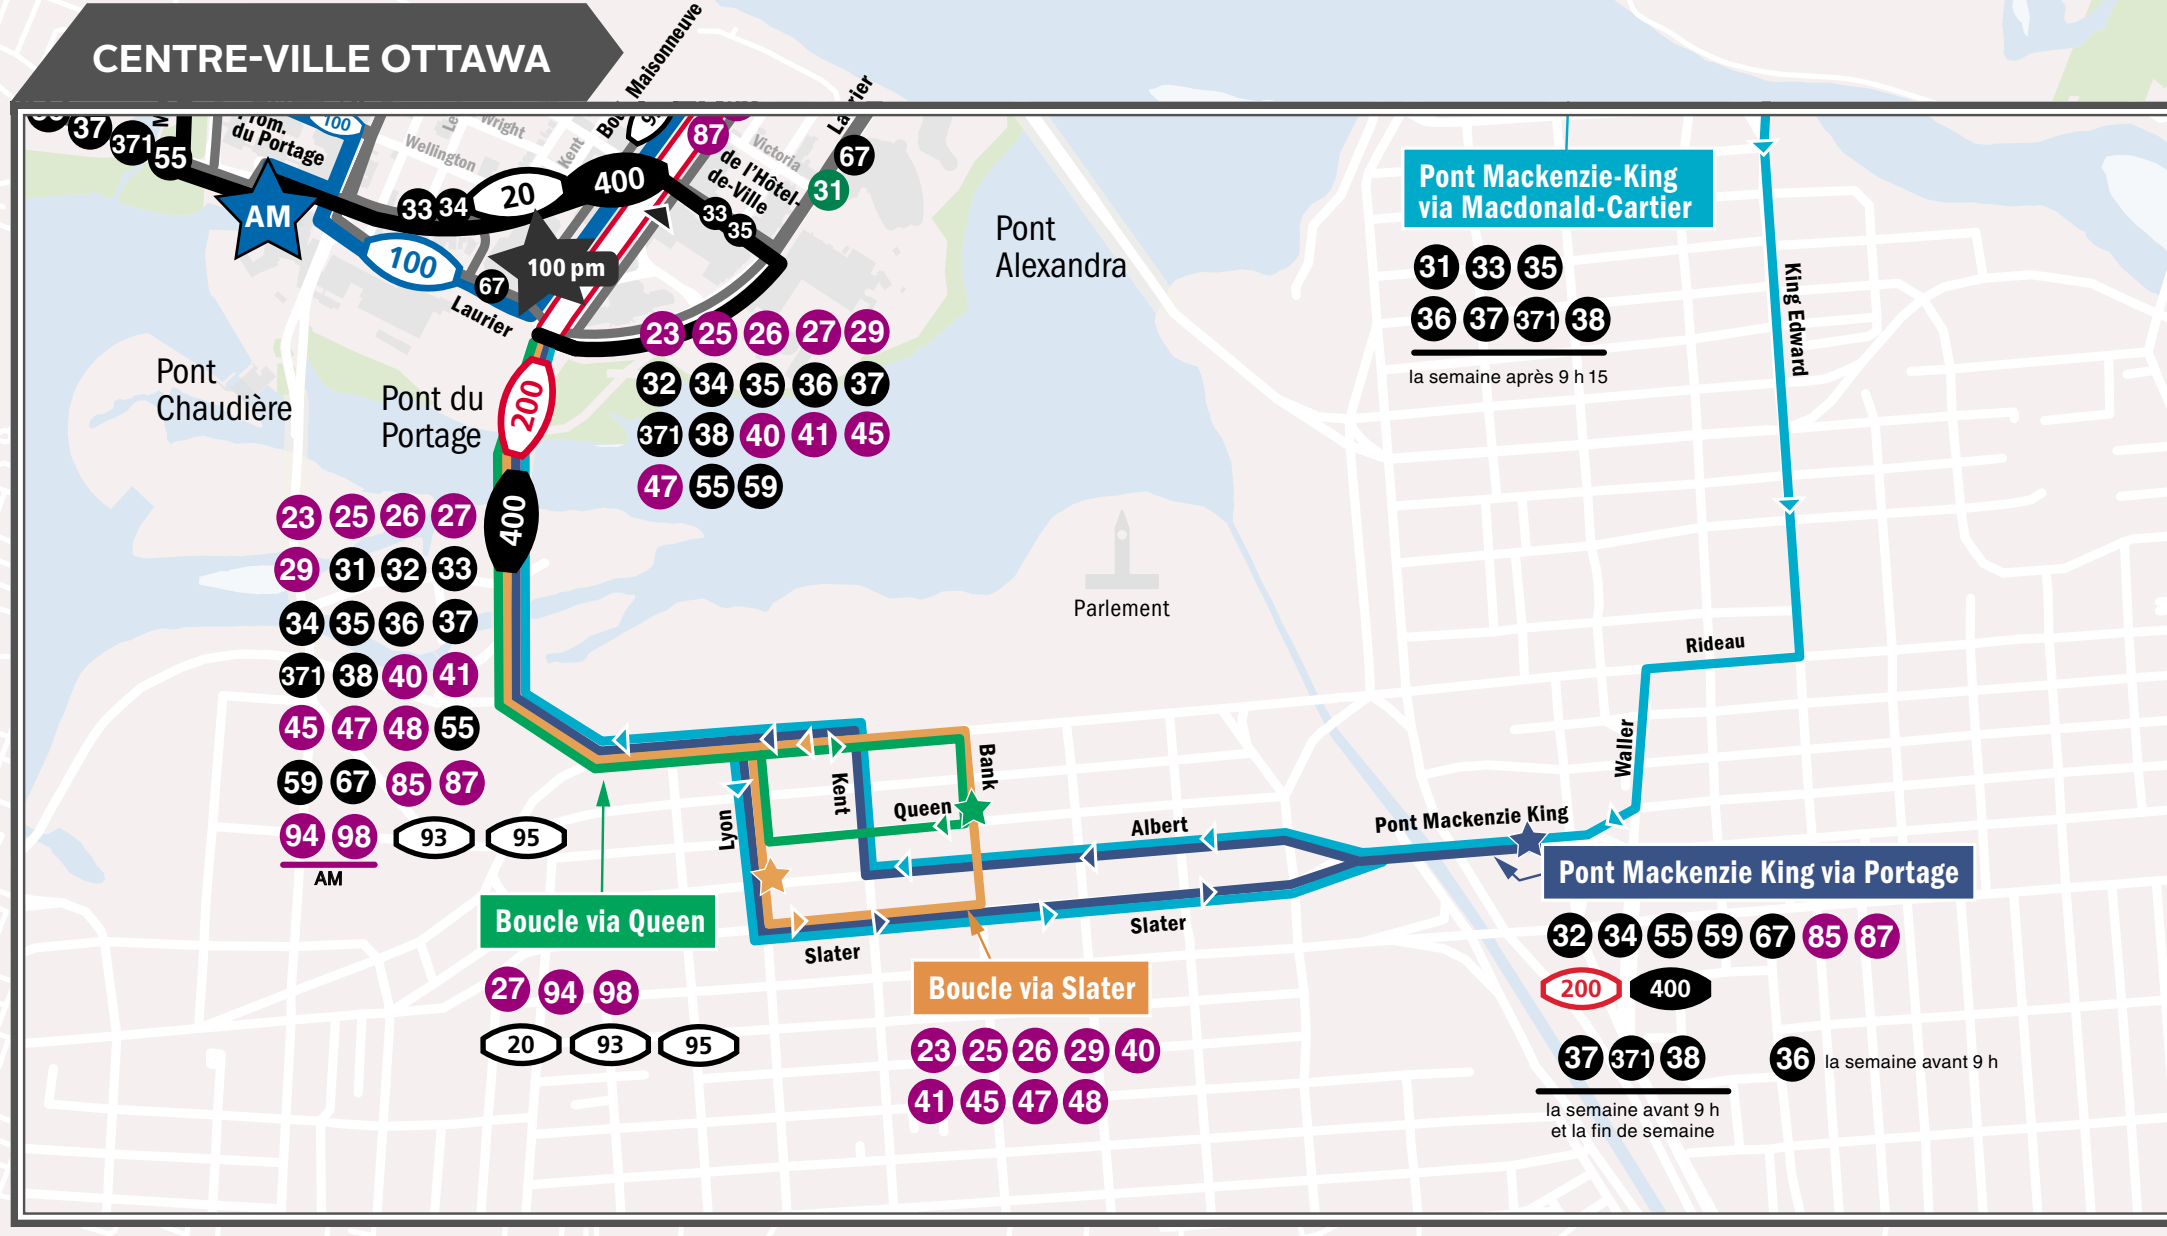 CENTRE-VILLE OTTAWA
Maisonneuve
37
371
55
Prom.
du Portage
100
Wright
Wellington
Kent
87
Victoria
de l'Hôtel-
de-Ville
67
31
AM
33
34
20
400
33
35
100
67
100 pm
Laurier
Pont
Alexandra
Pont
Chaudière
Pont du
Portage
200
400
23 25 26 27 29
32 34 35 36 37
371 38 40 41 45
47 55 59
23 25 26 27
29 31 32 33
34 35 36 37
371 38 40 41
45 47 48 55
59 67 85 87
94 98 93 95
AM
Parlement
Pont Mackenzie-King
via Macdonald-Cartier
31 33 35
36 37 371 38
la semaine après 9 h 15
King Edward
Rideau
Waller
Bank
Kent
Queen
Lyon
Albert
Pont Mackenzie King
Slater
Slater
Boucle via Queen
27 94 98
20 93 95
Boucle via Slater
23 25 26 29 40
41 45 47 48
Pont Mackenzie King via Portage
32 34 55 59 67 85 87
200 400
37 371 38
la semaine avant 9 h
et la fin de semaine
36 la semaine avant 9 h